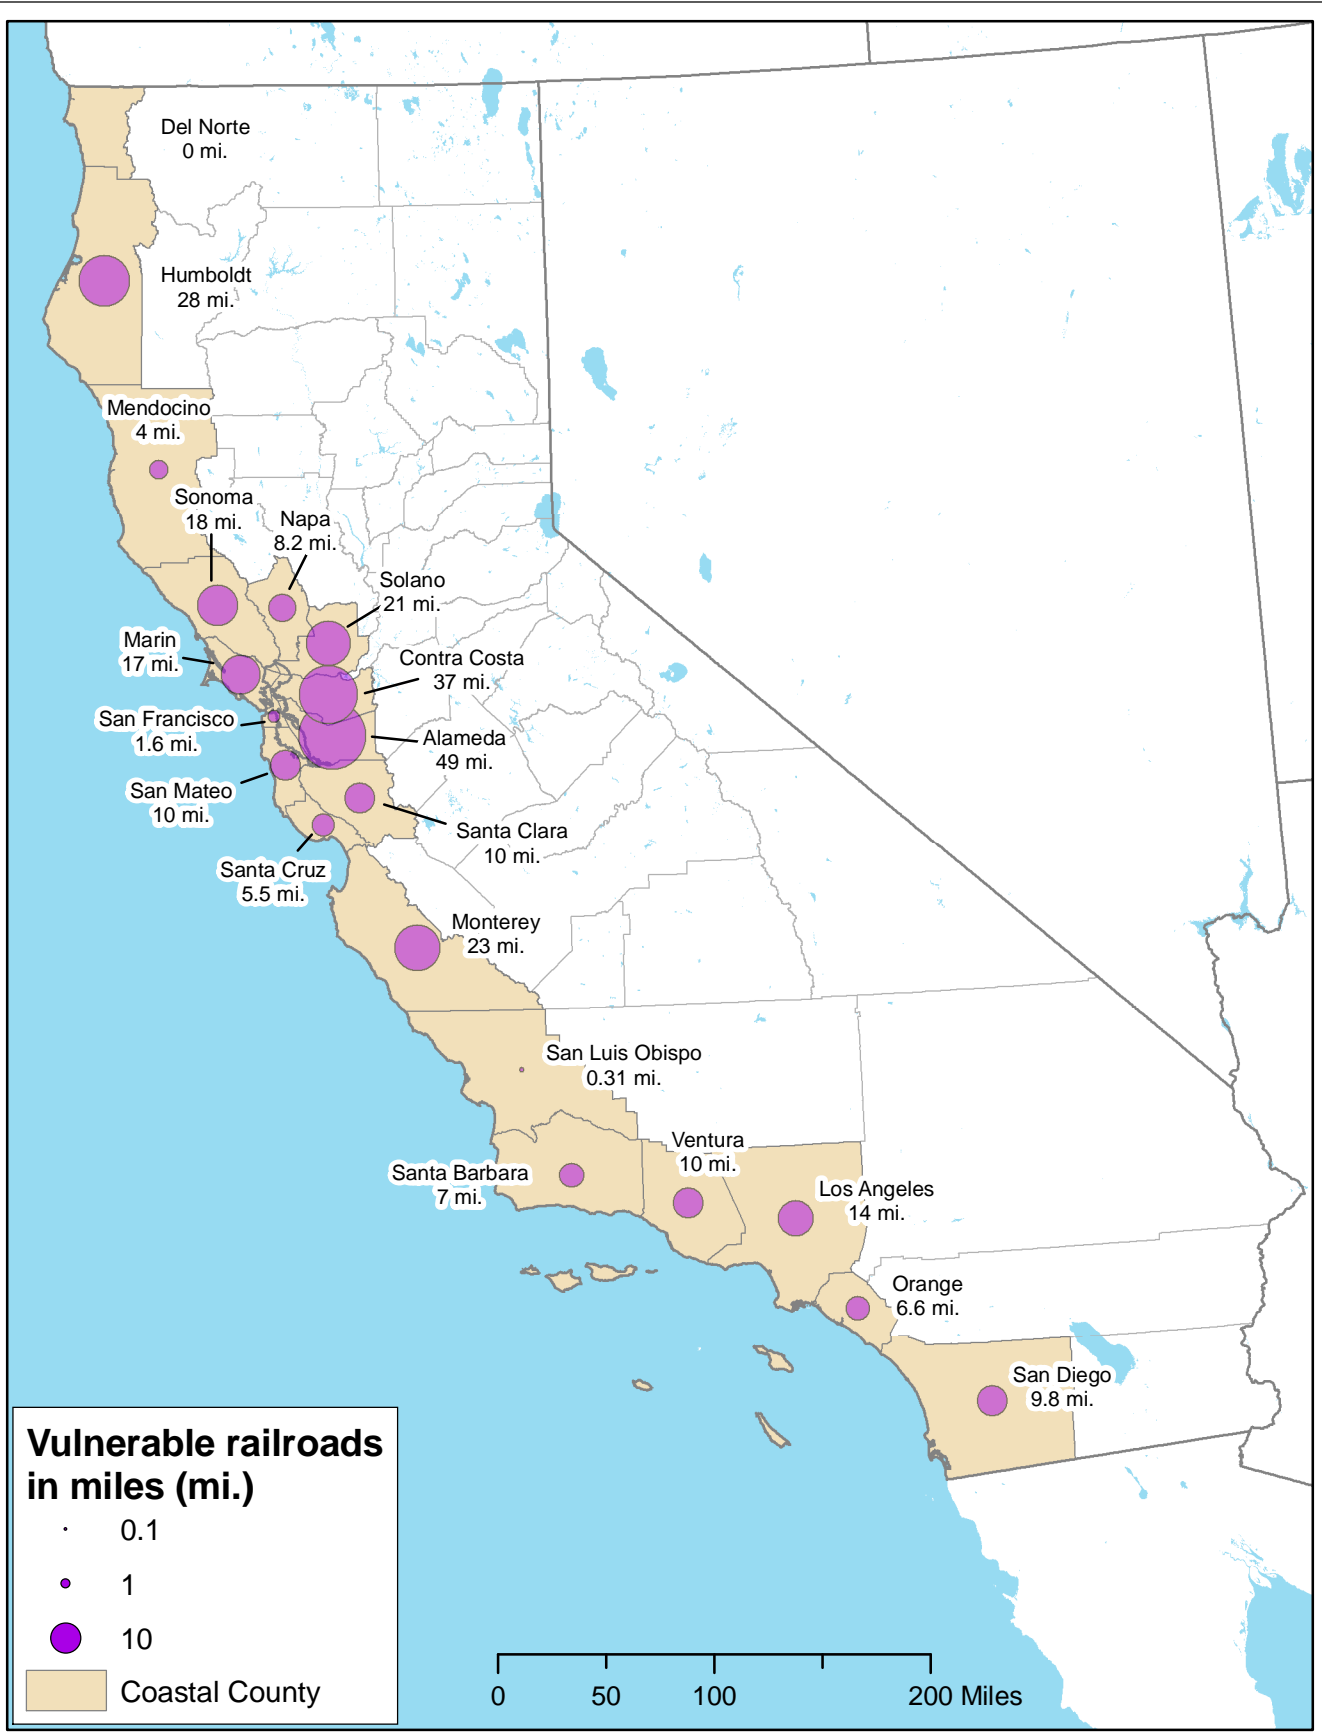 Del Norte
0 mi.
Humboldt
28 mi.
Mendocino
4 mi.
Sonoma
18 mi.
Napa
8.2 mi.
Solano
21 mi.
Marin
17 mi.
Contra Costa
37 mi.
San Francisco
1.6 mi.
Alameda
49 mi.
San Mateo
10 mi.
Santa Clara
10 mi.
Santa Cruz
5.5 mi.
Monterey
23 mi.
San Luis Obispo
0.31 mi.
Ventura
10 mi.
Santa Barbara
7 mi.
Los Angeles
14 mi.
Orange
6.6 mi.
San Diego
9.8 mi.
Vulnerable railroads
in miles (mi.)
0.1
1
10
Coastal County
0 50 100 200 Miles